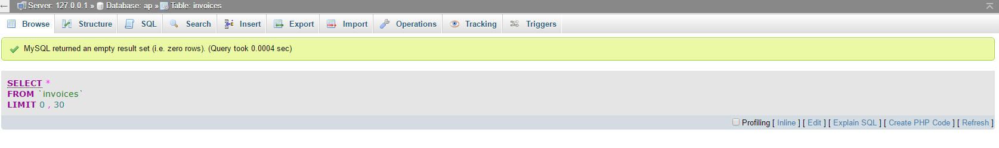 Server: 127.0.0.1 » Database: ap » Table: invoices
Browse Structure SQL Search Insert Export Import Operations Tracking Triggers
MySQL returned an empty result set (i.e. zero rows). (Query took 0.0004 sec)
SELECT *
FROM `invoices`
LIMIT 0 , 30
Profiling [ Inline ] [ Edit ] [ Explain SQL ] [ Create PHP Code ] [ Refresh ]